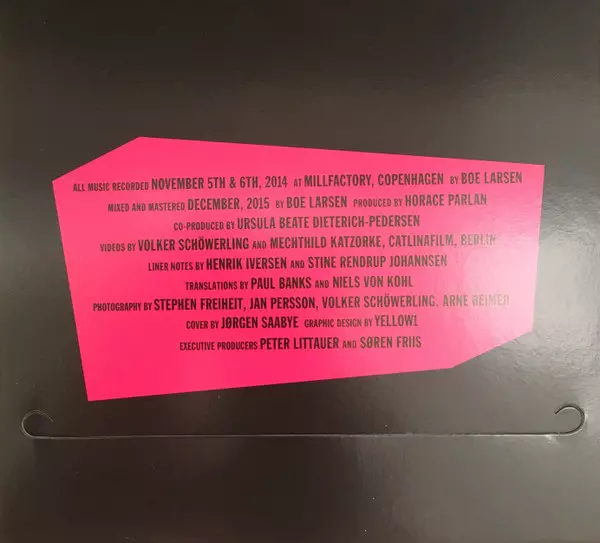 ALL MUSIC RECORDED NOVEMBER 5TH & 6TH, 2014 AT MILLFACTORY, COPENHAGEN BY BOE LARSEN
MIXED AND MASTERED DECEMBER, 2015 BY BOE LARSEN PRODUCED BY HORACE PARLAN
CO-PRODUCED BY URSULA BEATE DIETERICH-PEDERSEN
VIDEOS BY VOLKER SCHÖWERLING AND MECHTHILD KATZORKE, CATLINAFILM, BERLIN
LINER NOTES BY HENRIK IVERSEN AND STINE RENDRUP JOHANNSEN
TRANSLATIONS BY PAUL BANKS AND NIELS VON KOHL
PHOTOGRAPHY BY STEPHEN FREIHEIT, JAN PERSSON, VOLKER SCHÖWERLING, ARNE REIMER
COVER BY JØRGEN SAABYE GRAPHIC DESIGN BY YELLOW1
EXECUTIVE PRODUCERS PETER LITTAUER AND SØREN FRIIS